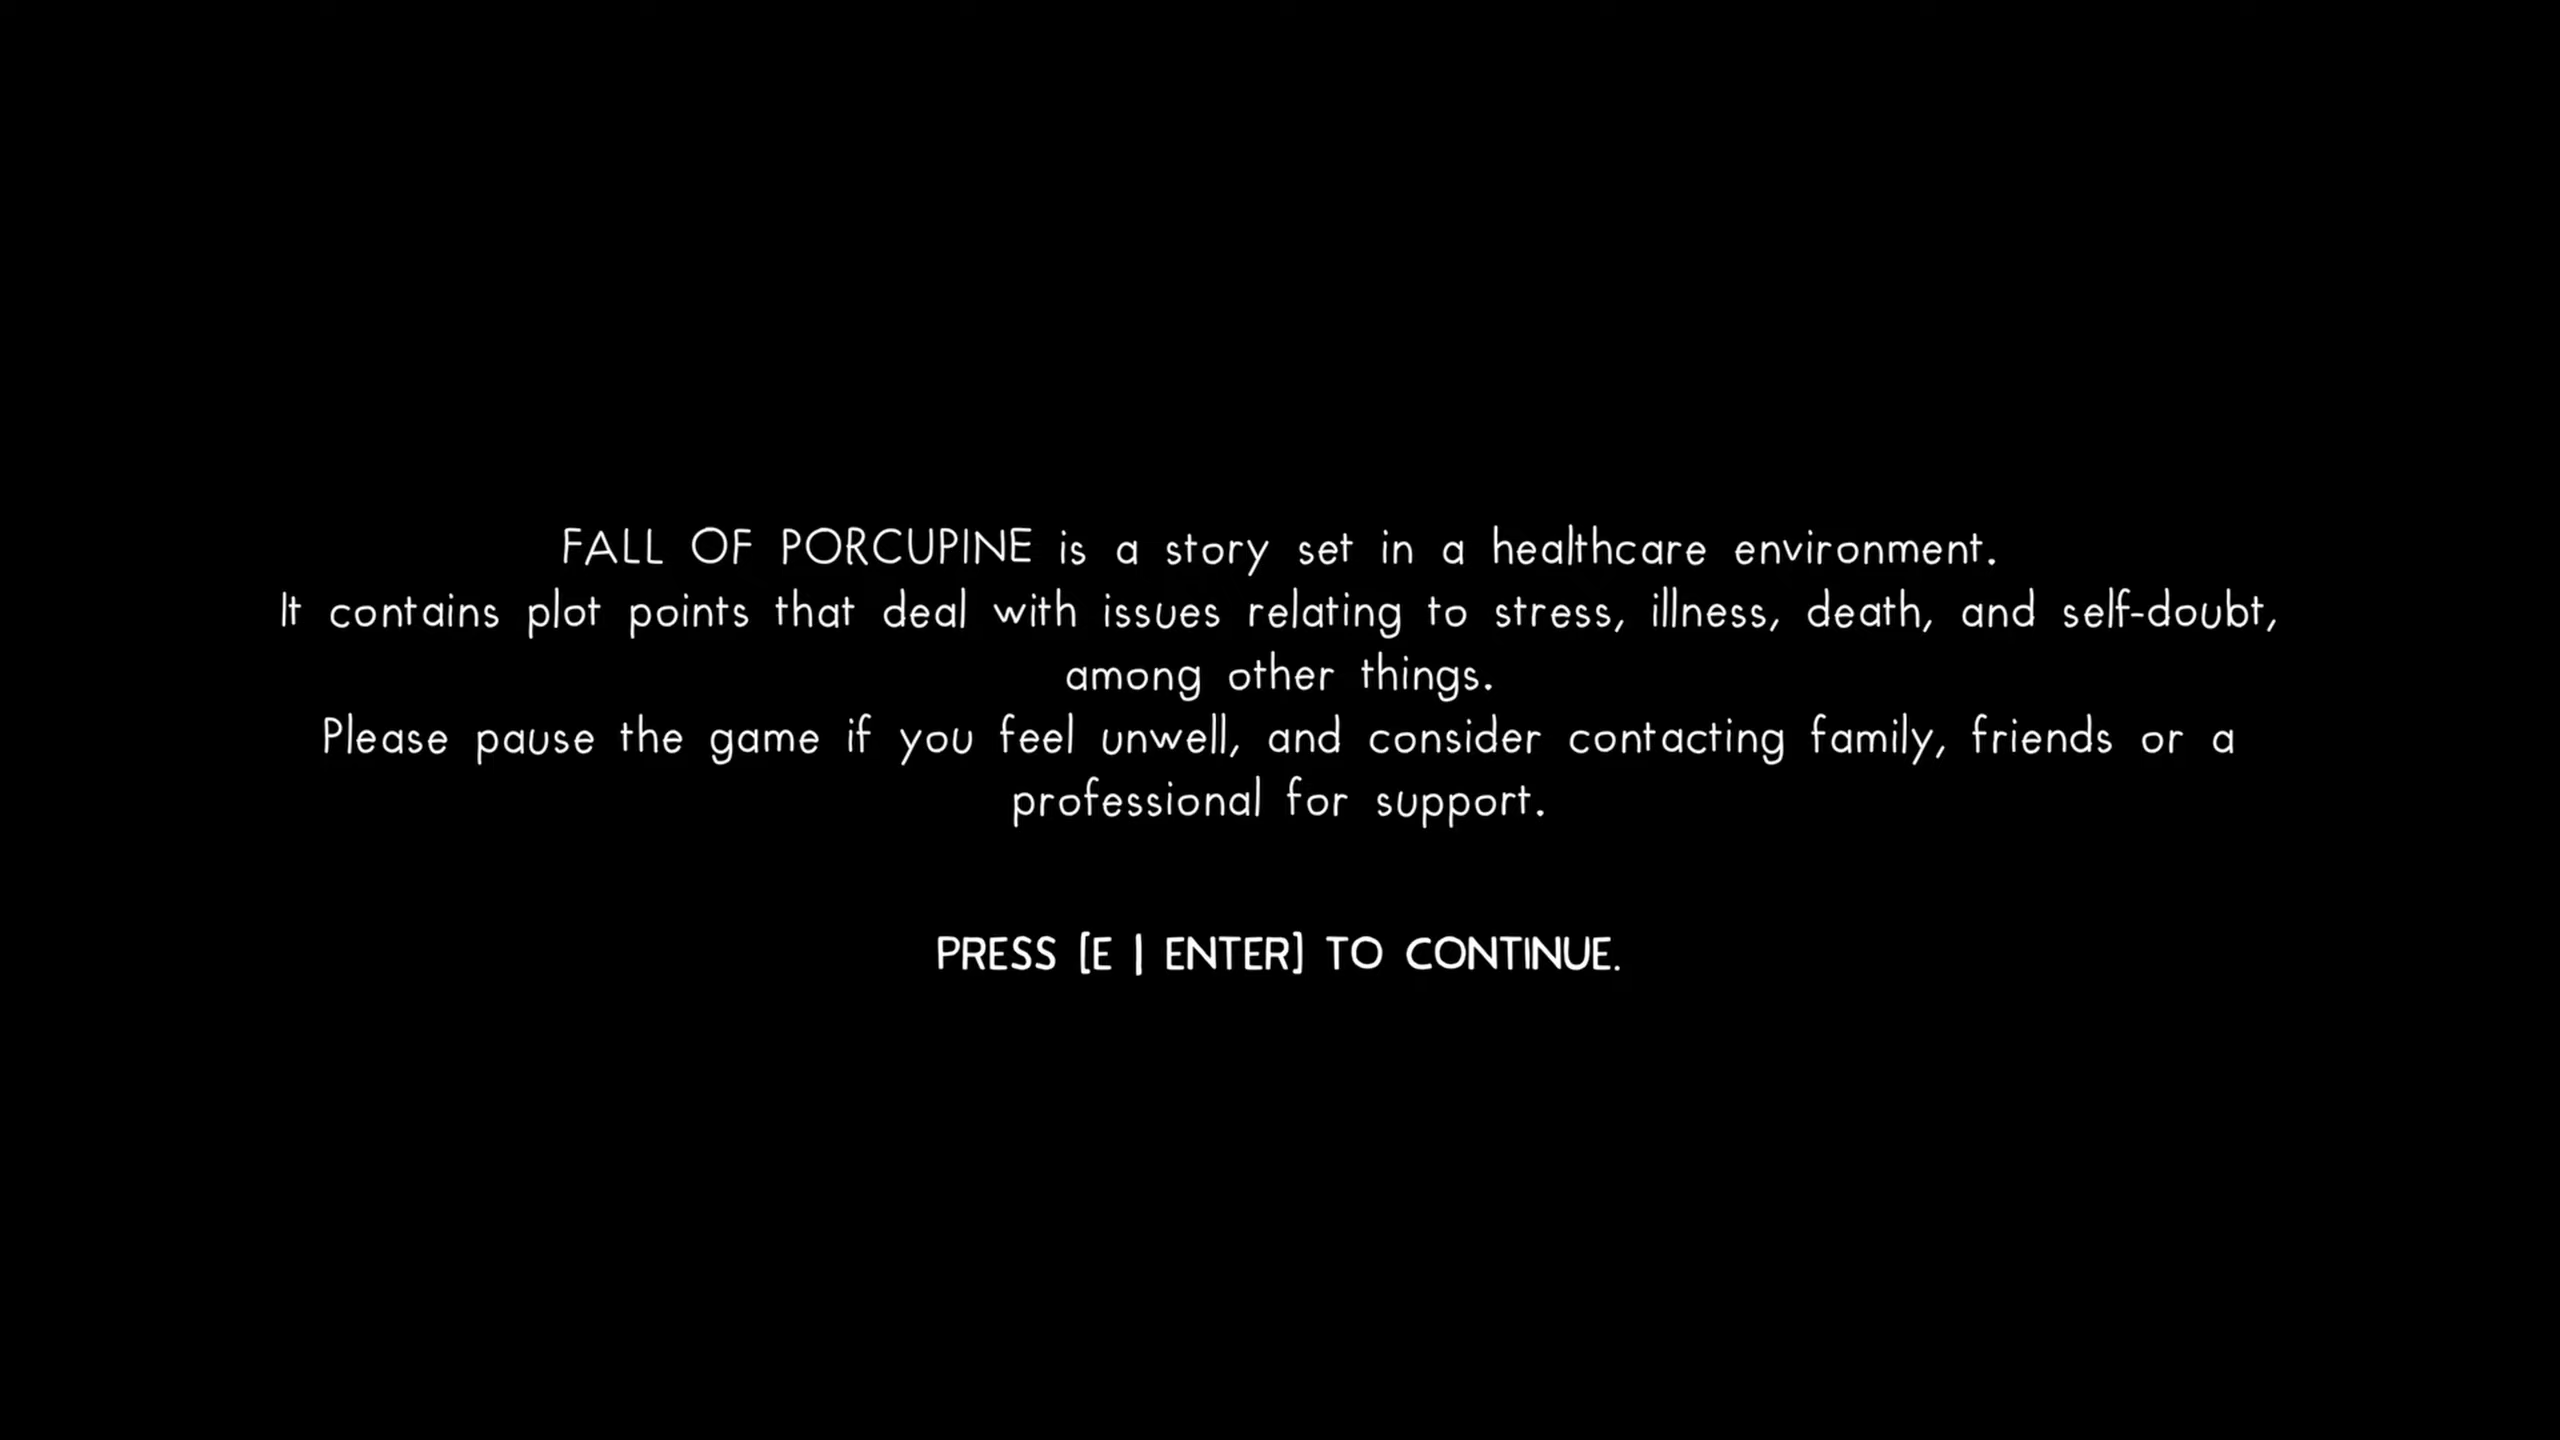 FALL OF PORCUPINE is a story set in a healthcare environment.
It contains plot points that deal with issues relating to stress, illness, death, and self-doubt,
among other things.
Please pause the game if you feel unwell, and consider contacting family, friends or a
professional for support.
PRESS [E | ENTER] TO CONTINUE.